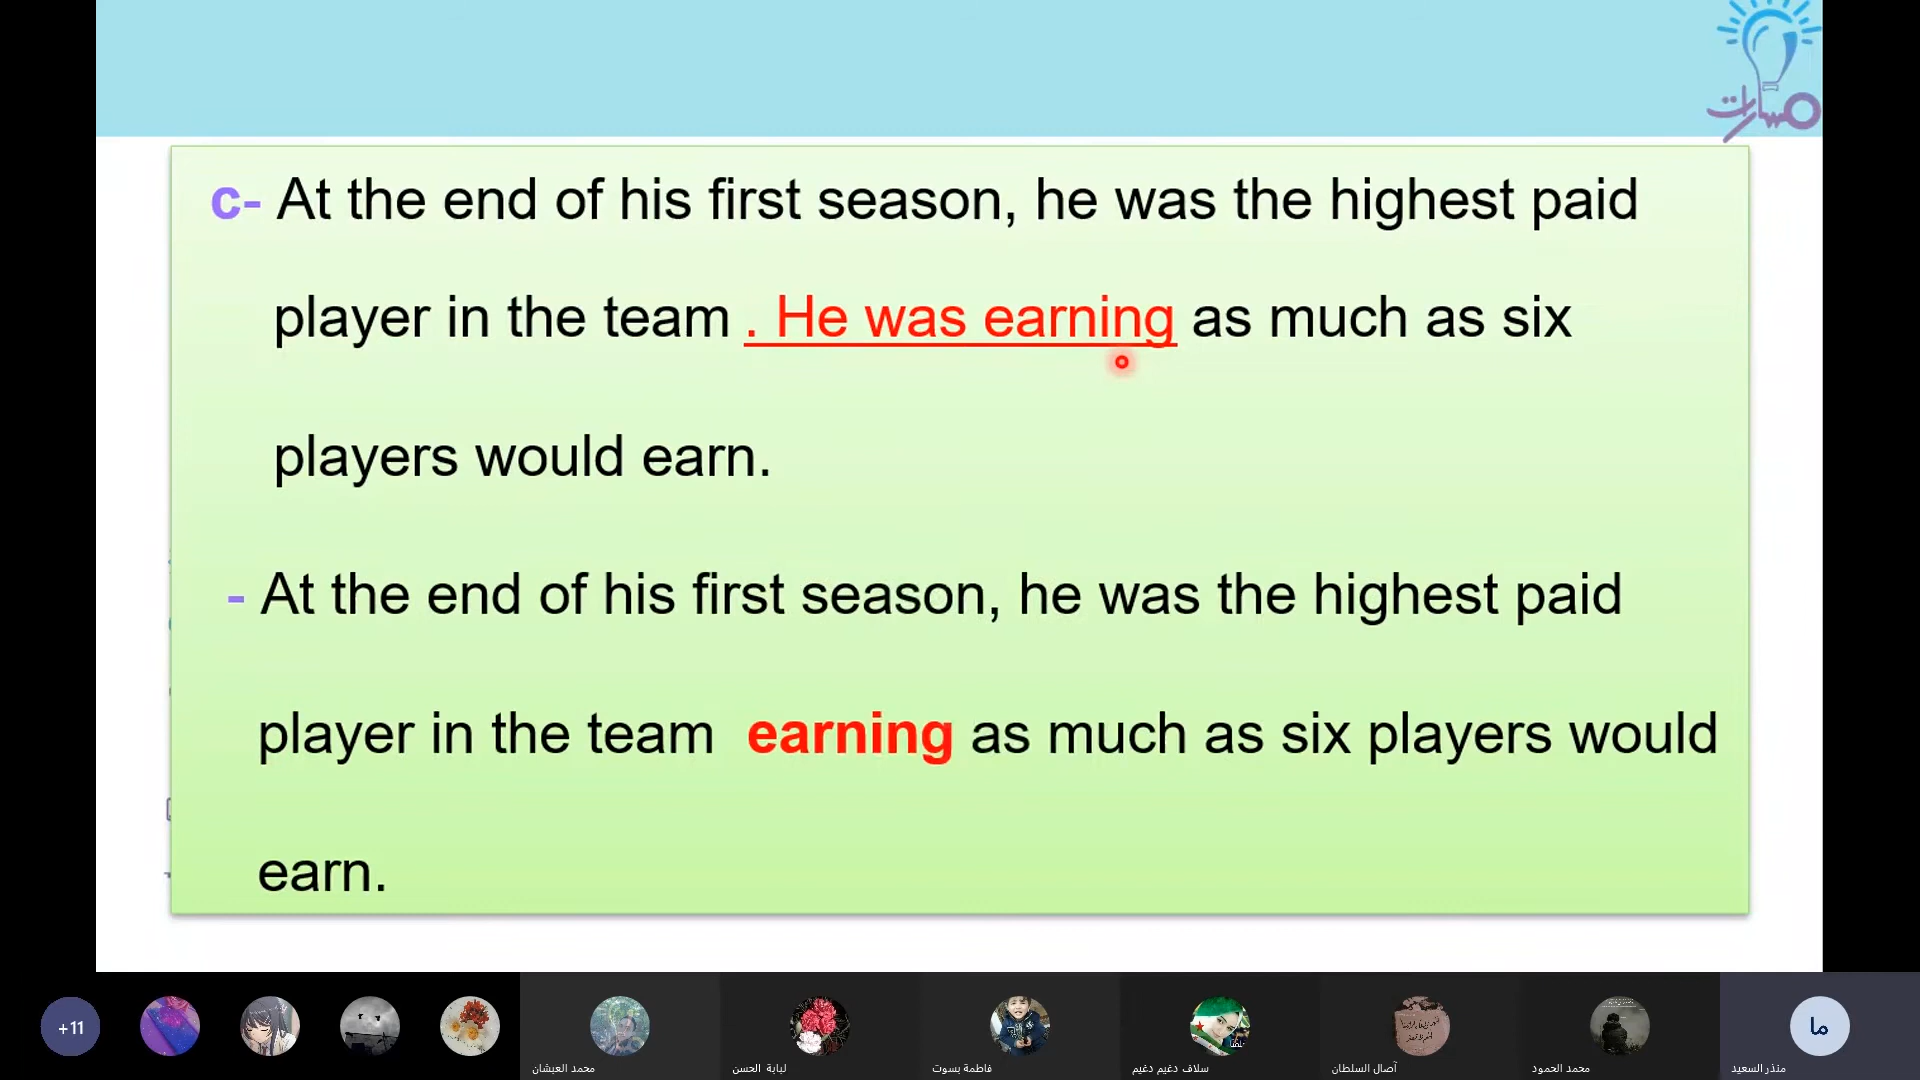 مسارات
c- At the end of his first season, he was the highest paid
player in the team . He was earning as much as six
players would earn.
- At the end of his first season, he was the highest paid
player in the team earning as much as six players would
earn.
+11
ما
محمد العبشان
لبابة الحسن
فاطمة بسوت
سلاف دغيم دغيم
آصال السلطان
محمد الحمود
منذر السعيد